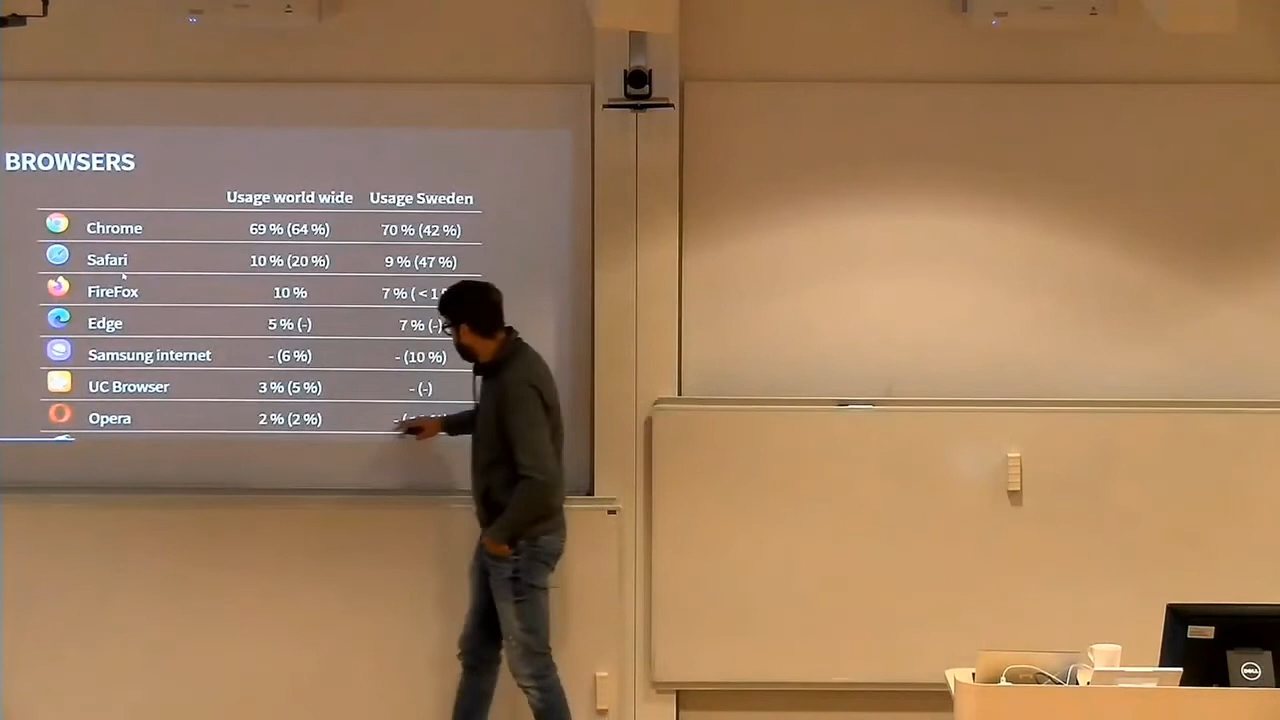 BROWSERS
Usage world wide Usage Sweden
Chrome 69 % (64 %) 70 % (42 %)
Safari 10 % (20 %) 9 % (47 %)
FireFox 10 % 7 % ( < 1
Edge 5 % (-) 7 % (-)
Samsung internet - (6 %) - (10 %)
UC Browser 3 % (5 %) - (-)
Opera 2 % (2 %)
DELL